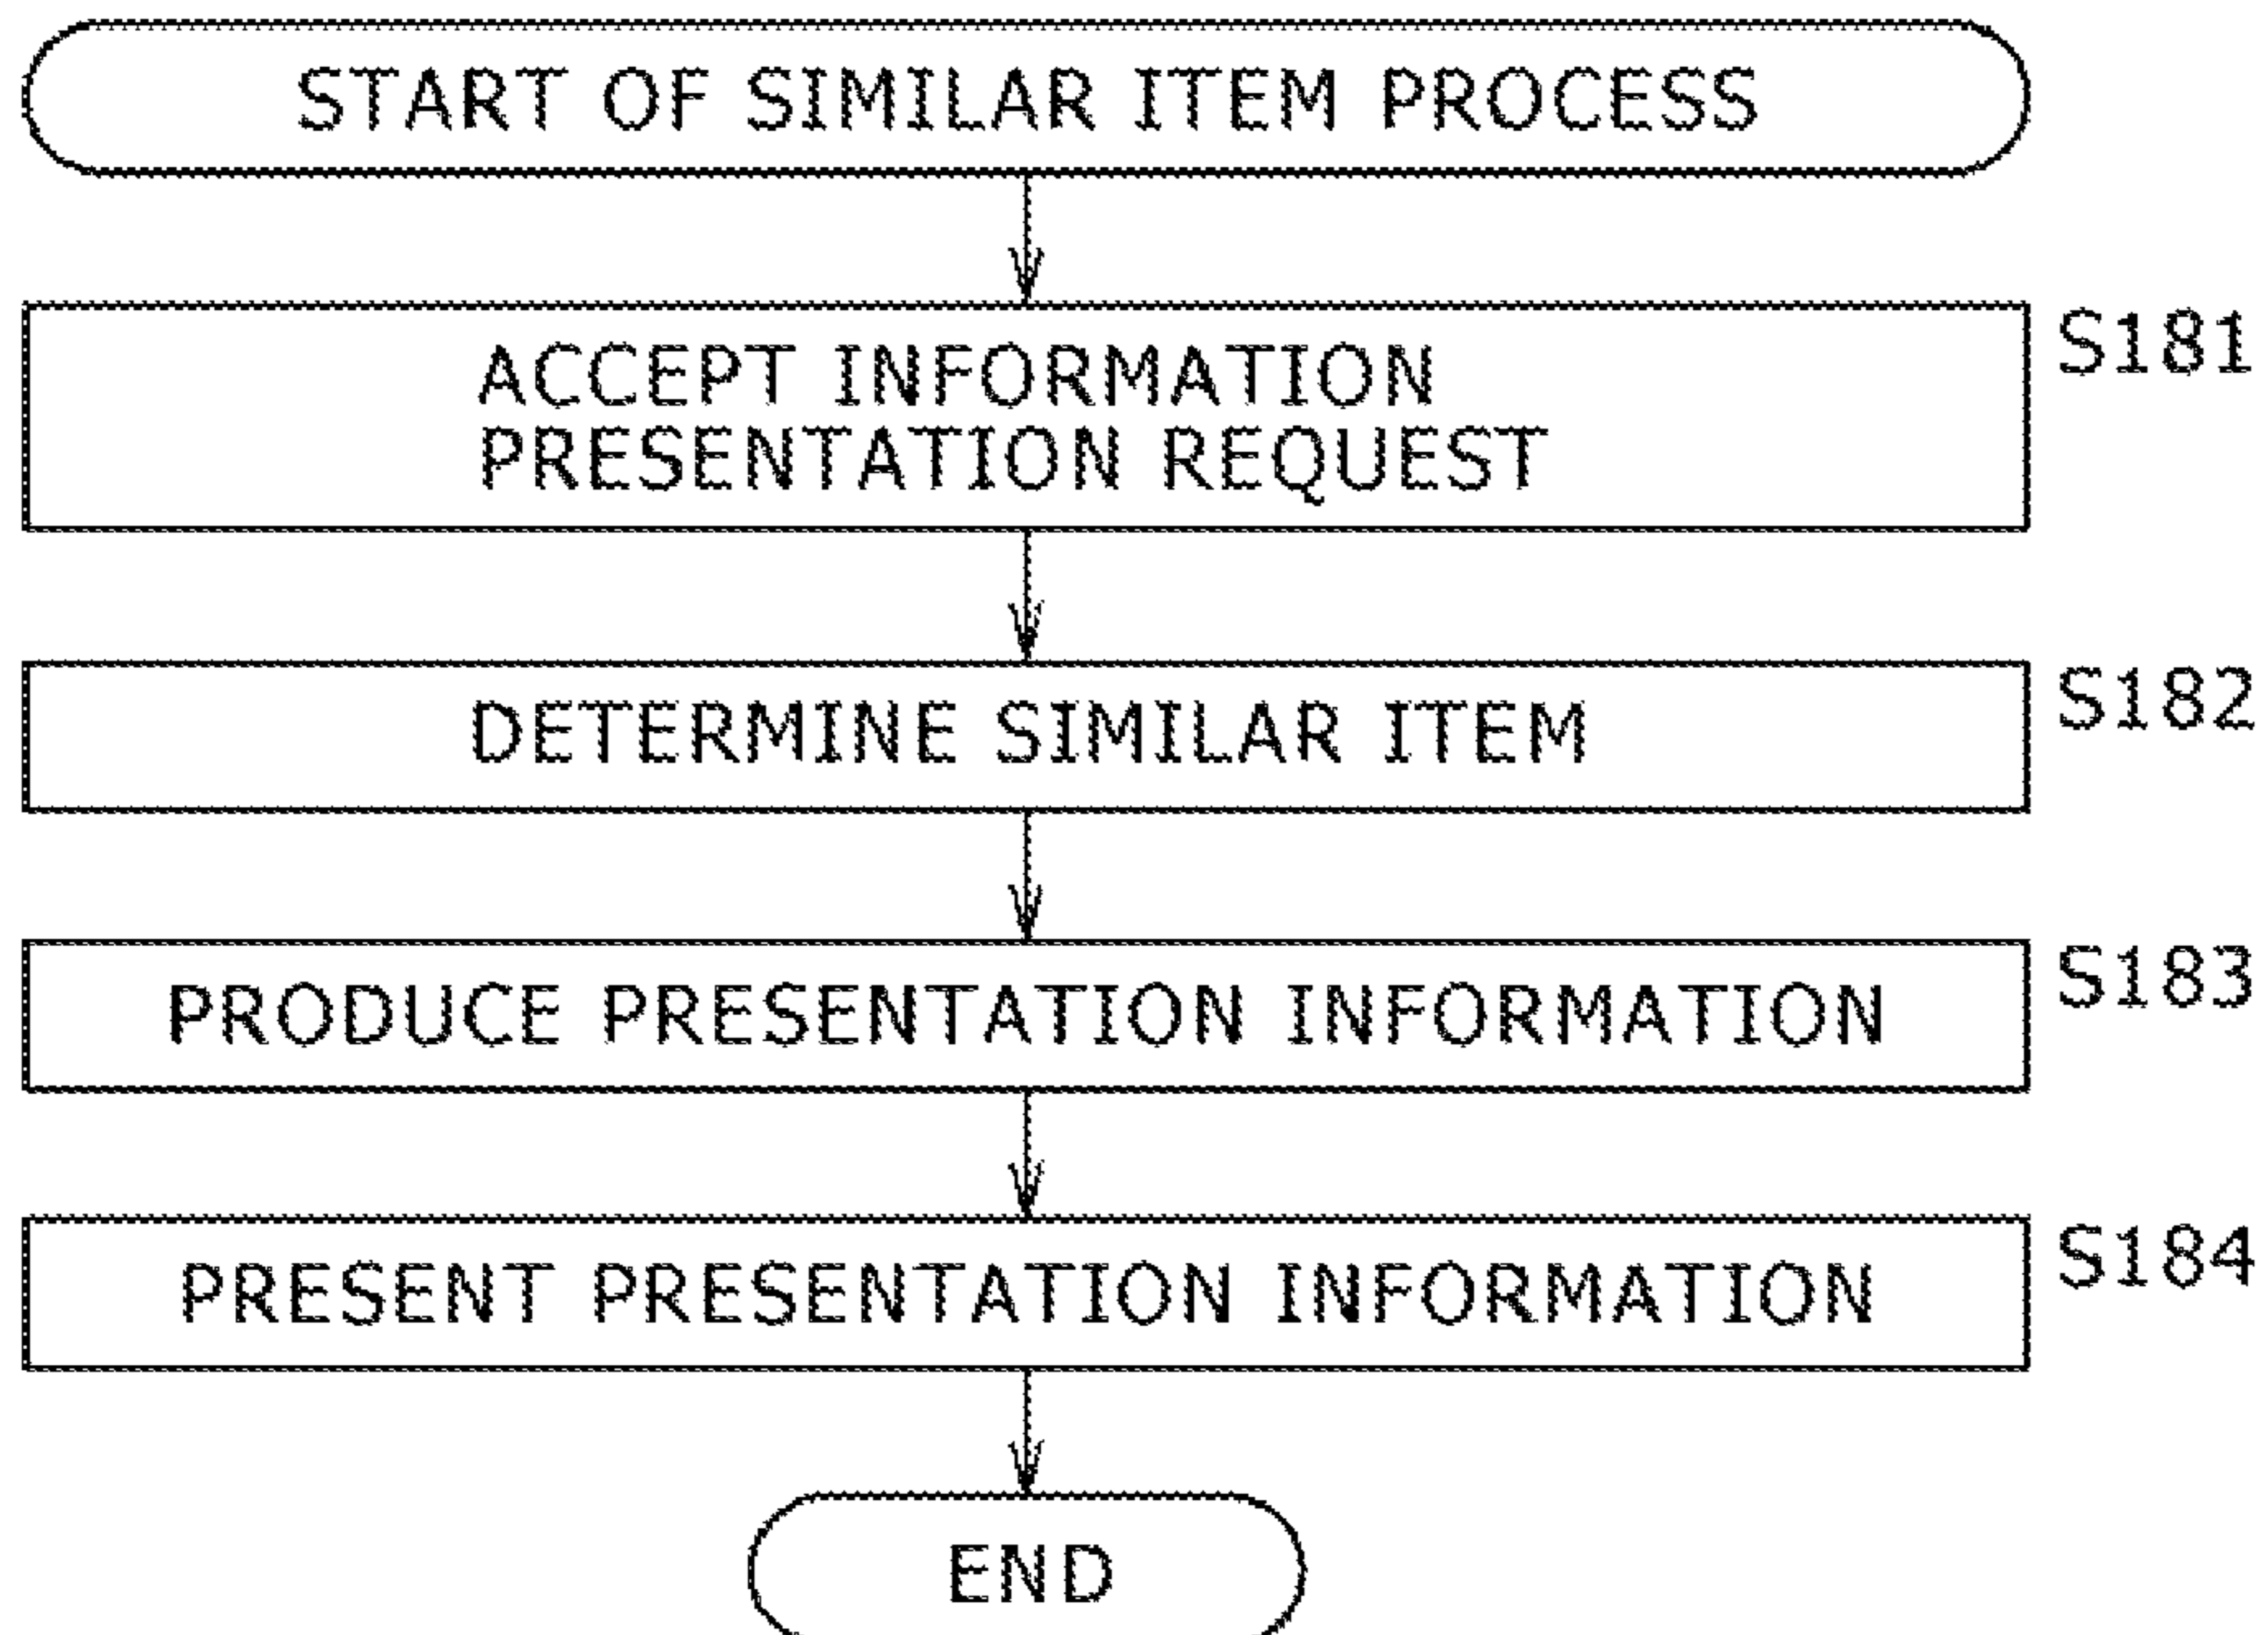 START OF SIMILAR ITEM PROCESS
S181
ACCEPT INFORMATION
PRESENTATION REQUEST
S182
DETERMINE SIMILAR ITEM
S183
PRODUCE PRESENTATION INFORMATION
S184
PRESENT PRESENTATION INFORMATION
END